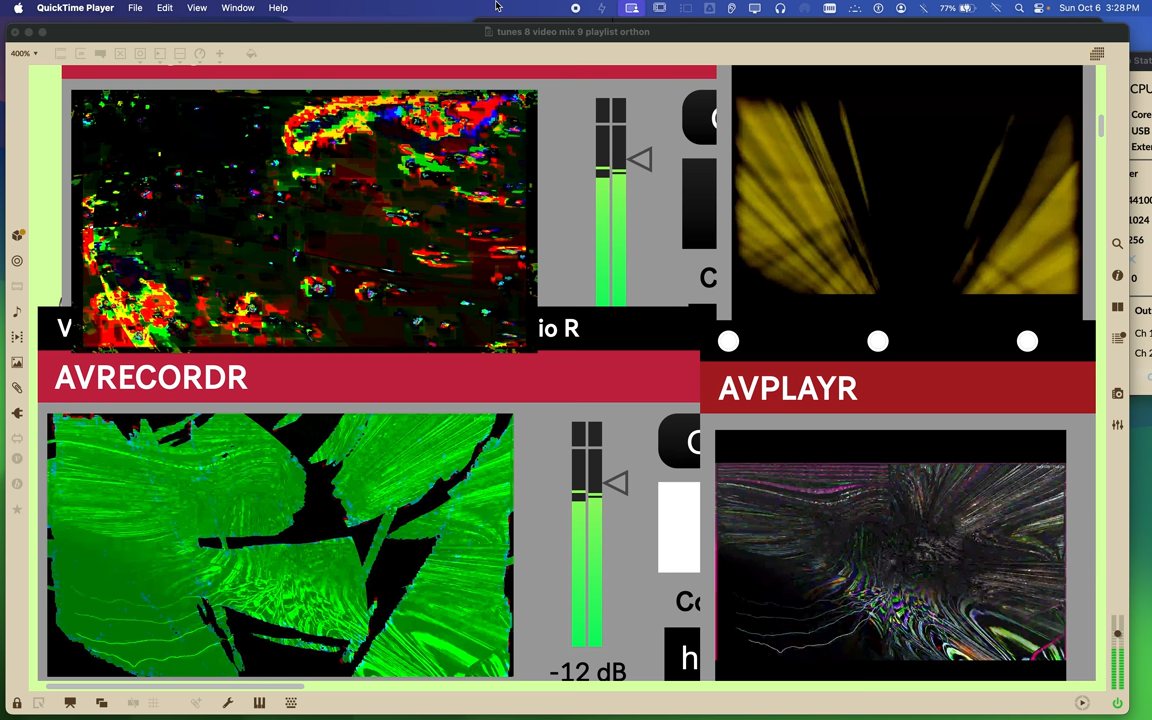 QuickTime Player File Edit View Window Help 77% Sun Oct 6 3:28 PM
tunes 8 video mix 9 playlist orthon
400%
Stat
CPU
Core
USB
Exter
er
44100
1024
256
0
Out
Ch 1
Ch 2
C
C
V
io R
AVRECORDR
AVPLAYR
C
Co
h
-12 dB